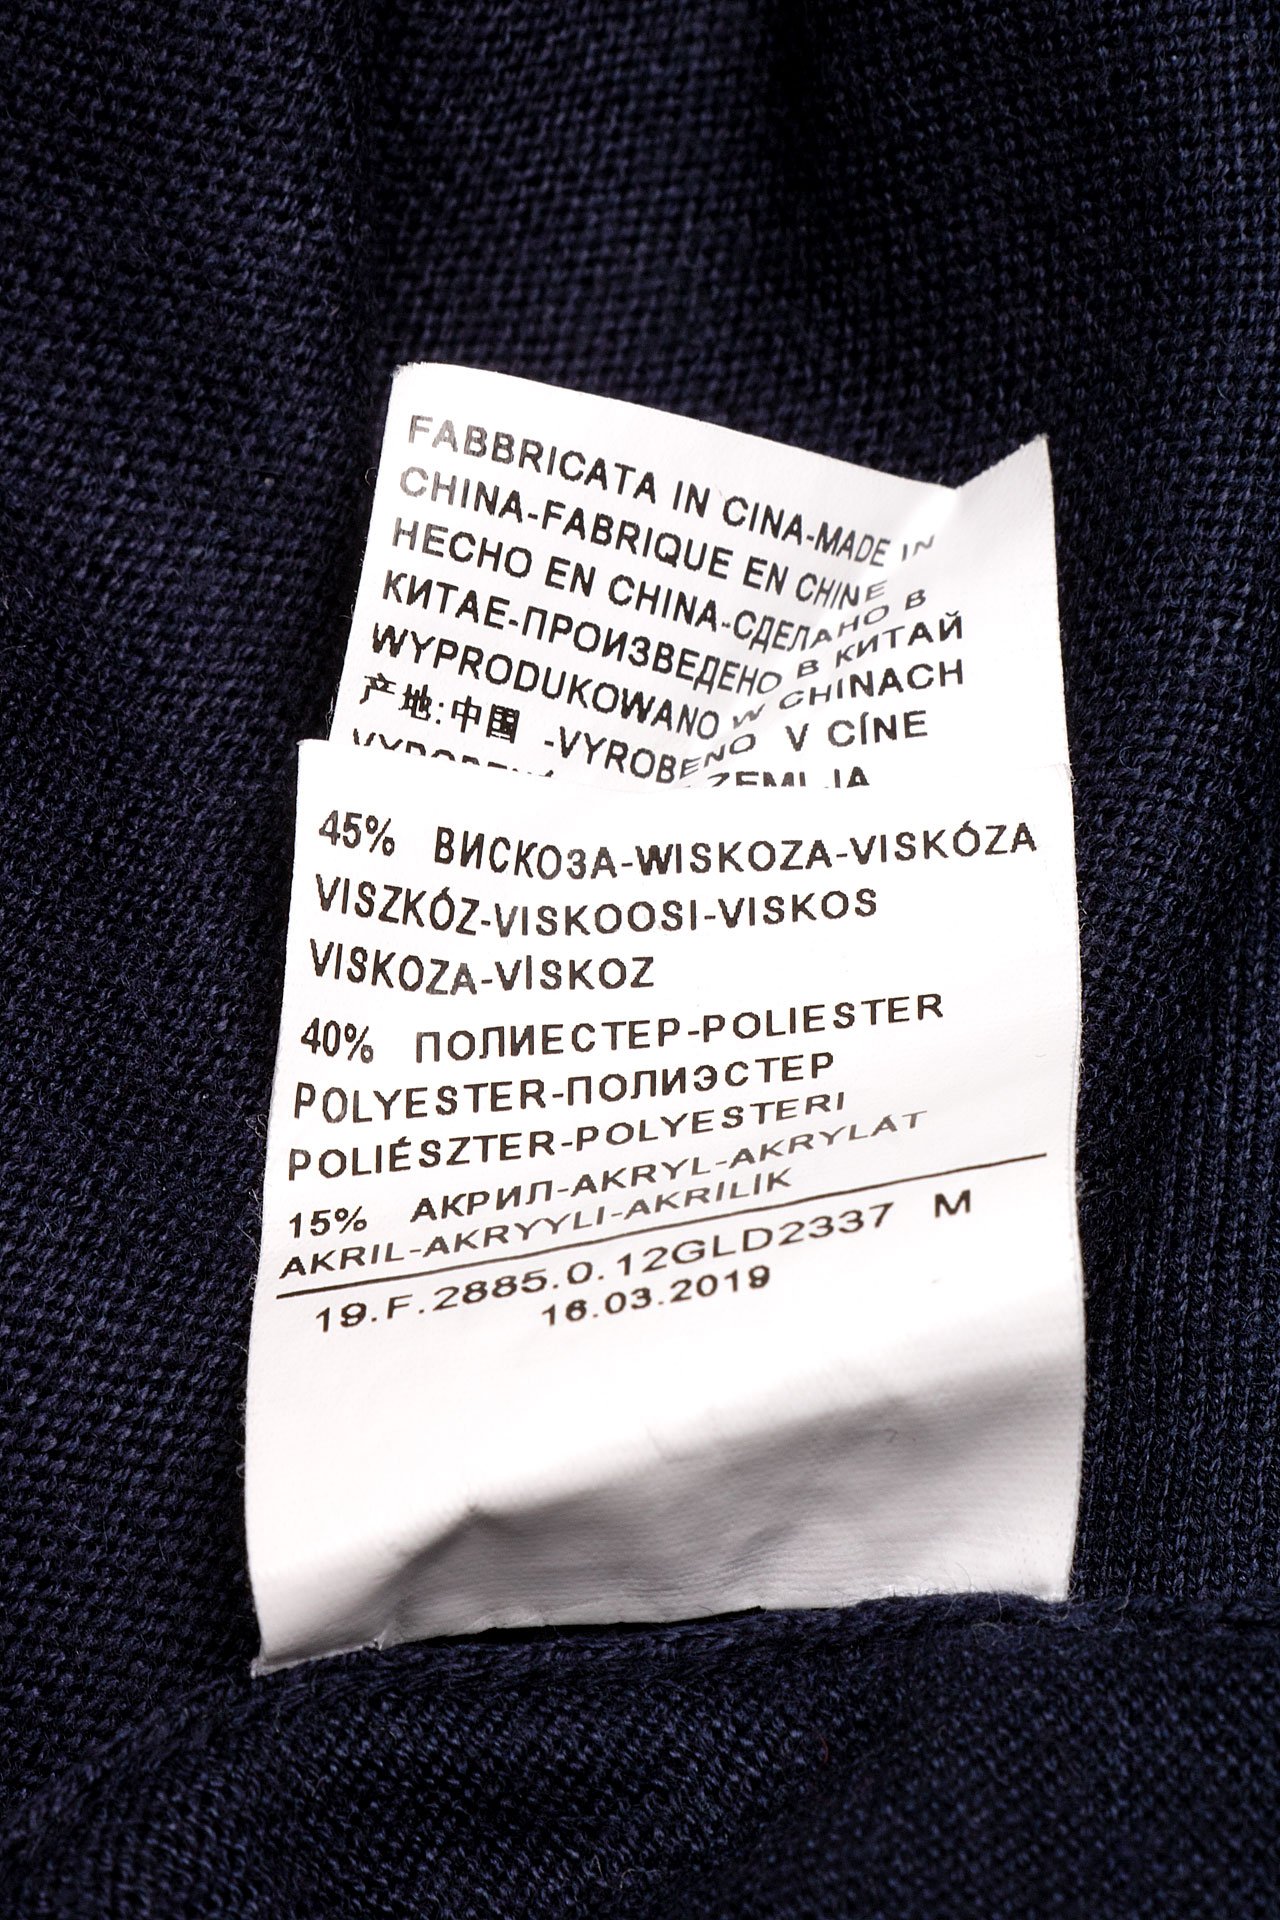 FABBRICATA IN CINA-MADE IN
CHINA-FABRIQUE EN CHINE
HECHO EN CHINA-СДЕЛАНО В
КИТАЕ-ПРОИЗВЕДЕНО В КИТАЙ
WYPRODUKOWANO W CHINACH
产地:中国 -VYROBENO V CÍNE
ZEMLJA
45% ВИСКОЗА-WISKOZA-VISKÓZA
VISZKÓZ-VISKOOSI-VISKOS
VISKOZA-VİSKOZ
40% ПОЛИЕСТЕР-POLIESTER
POLYESTER-ПОЛИЭСТЕР
POLIÉSZTER-POLYESTERI
15% АКРИЛ-AKRYL-AKRYLÁT
AKRIL-AKRYYLI-AKRILIK
19.F.2885.0.12GLD2337 M
16.03.2019